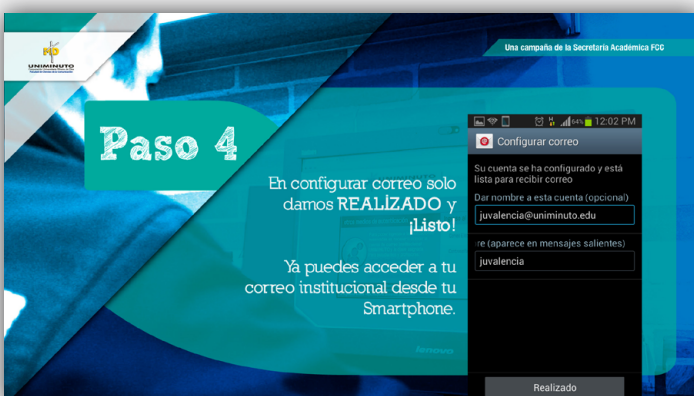 UNIMINUTO
Una campaña de la Secretaría Académica FCC
Paso 4
En configurar correo solo
damos REALIZADO y
¡Listo!
Ya puedes acceder a tu
correo institucional desde tu
Smartphone.
lenovo
64% 12:02 PM
Configurar correo
Su cuenta se ha configurado y está
lista para recibir correo
Dar nombre a esta cuenta (opcional)
juvalencia@uniminuto.edu
re (aparece en mensajes salientes)
juvalencia
Realizado